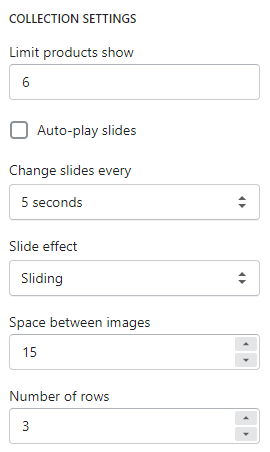 COLLECTION SETTINGS
Limit products show
6
Auto-play slides
Change slides every
5 seconds
Slide effect
Sliding
Space between images
15
Number of rows
3